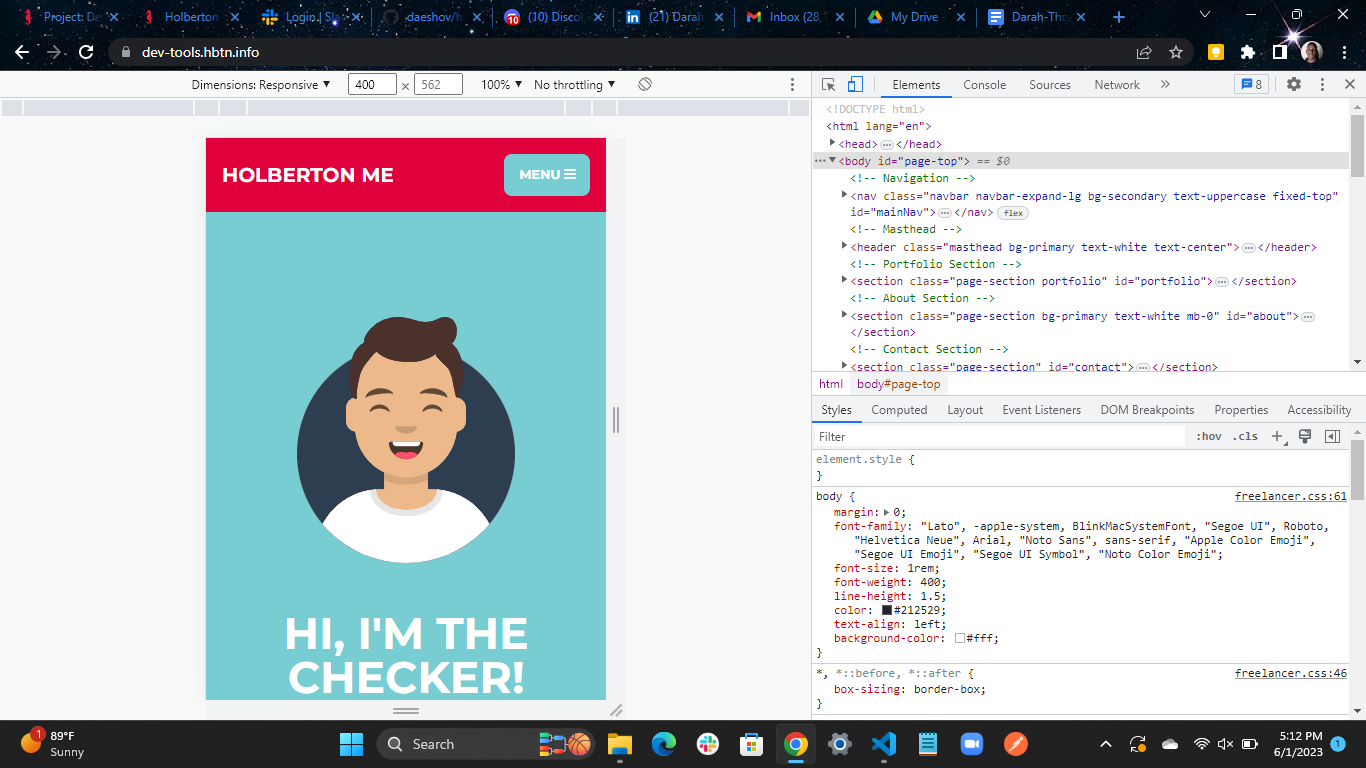 Project: De
Holberton
Login | Sla
daeshov/h
(10) Disco
(21) Darah
Inbox (28,1
My Drive -
Darah-Tho
dev-tools.hbtn.info
Dimensions: Responsive ▼ 400 × 562 100% ▼ No throttling ▼
Elements Console Sources Network » 8
<!DOCTYPE html>
<html lang="en">
▶<head>…</head>
…▼<body id="page-top"> == $0
<!-- Navigation -->
▶<nav class="navbar navbar-expand-lg bg-secondary text-uppercase fixed-top"
id="mainNav">…</nav> flex
<!-- Masthead -->
▶<header class="masthead bg-primary text-white text-center">…</header>
<!-- Portfolio Section -->
▶<section class="page-section portfolio" id="portfolio">…</section>
<!-- About Section -->
▶<section class="page-section bg-primary text-white mb-0" id="about">…
</section>
<!-- Contact Section -->
▶<section class="page-section" id="contact">…</section>
html body#page-top
Styles Computed Layout Event Listeners DOM Breakpoints Properties Accessibility
Filter :hov .cls +
element.style {
}
body { freelancer.css:61
margin:▶0;
font-family: "Lato", -apple-system, BlinkMacSystemFont, "Segoe UI", Roboto,
"Helvetica Neue", Arial, "Noto Sans", sans-serif, "Apple Color Emoji",
"Segoe UI Emoji", "Segoe UI Symbol", "Noto Color Emoji";
font-size: 1rem;
font-weight: 400;
line-height: 1.5;
color: #212529;
text-align: left;
background-color: #fff;
}
*, *::before, *::after { freelancer.css:46
box-sizing: border-box;
}
HOLBERTON ME
MENU
HI, I'M THE
CHECKER!
1
89°F
Sunny
Search
5:12 PM
6/1/2023
1